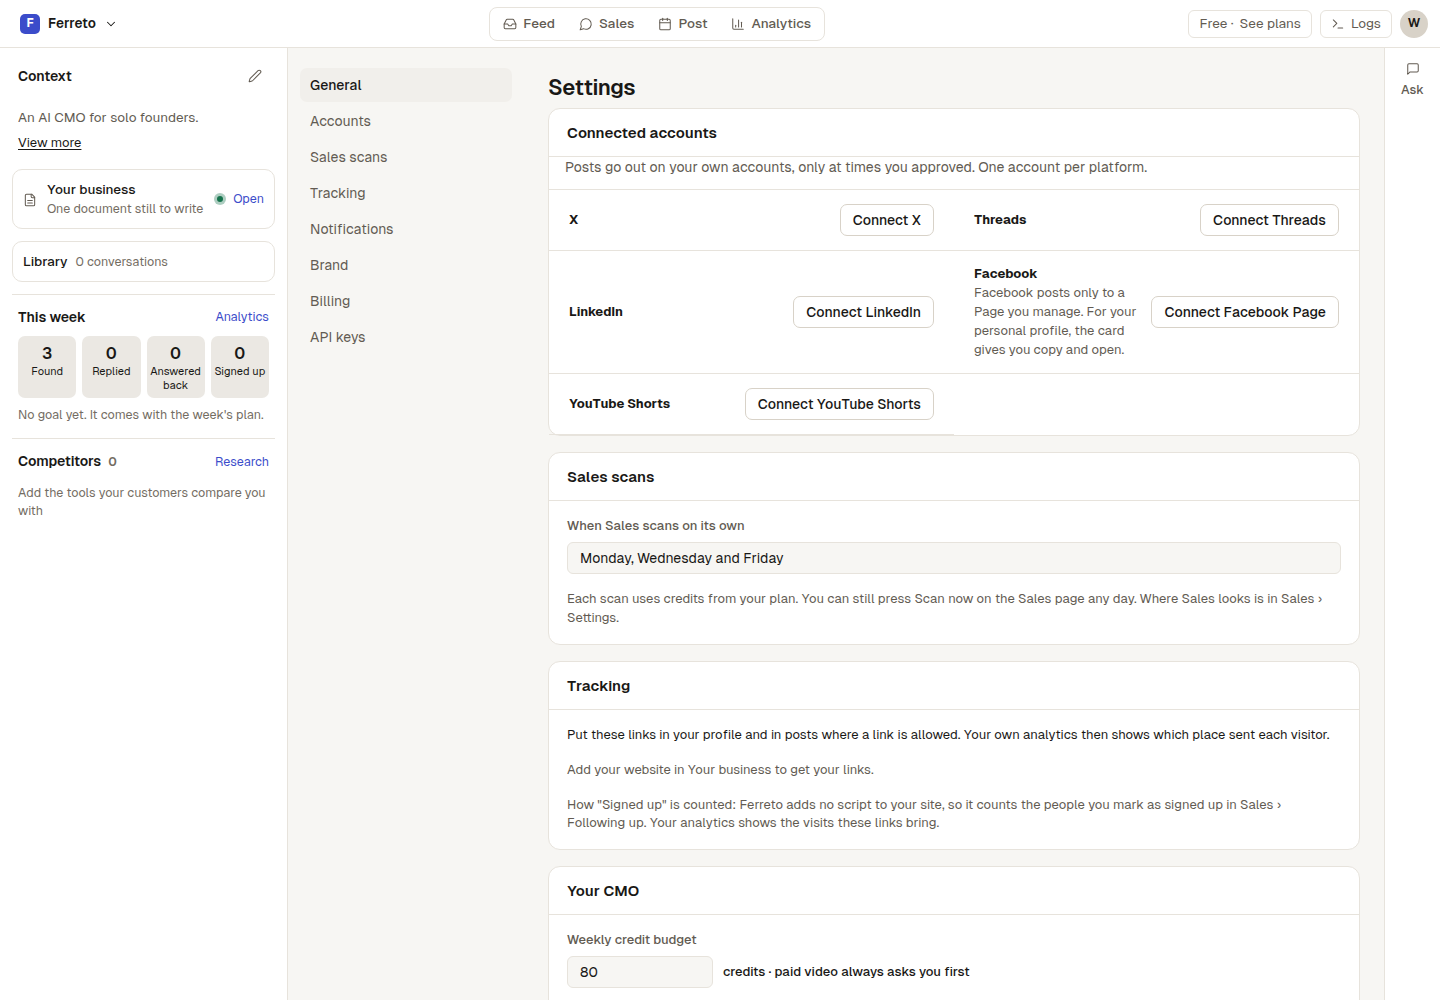 F Ferreto
Feed Sales Post Analytics
Free · See plans
Logs
W
Context
An AI CMO for solo founders.
View more
Your business
One document still to write
Open
Library 0 conversations
This week Analytics
3 0 0 0
Found Replied Answered back Signed up
No goal yet. It comes with the week's plan.
Competitors 0 Research
Add the tools your customers compare you
with
General
Accounts
Sales scans
Tracking
Notifications
Brand
Billing
API keys
Settings
Connected accounts
Posts go out on your own accounts, only at times you approved. One account per platform.
X Connect X
Threads Connect Threads
LinkedIn Connect LinkedIn
Facebook
Facebook posts only to a
Page you manage. For your
personal profile, the card
gives you copy and open.
Connect Facebook Page
YouTube Shorts Connect YouTube Shorts
Sales scans
When Sales scans on its own
Monday, Wednesday and Friday
Each scan uses credits from your plan. You can still press Scan now on the Sales page any day. Where Sales looks is in Sales ›
Settings.
Tracking
Put these links in your profile and in posts where a link is allowed. Your own analytics then shows which place sent each visitor.
Add your website in Your business to get your links.
How "Signed up" is counted: Ferreto adds no script to your site, so it counts the people you mark as signed up in Sales ›
Following up. Your analytics shows the visits these links bring.
Your CMO
Weekly credit budget
80 credits · paid video always asks you first
Ask